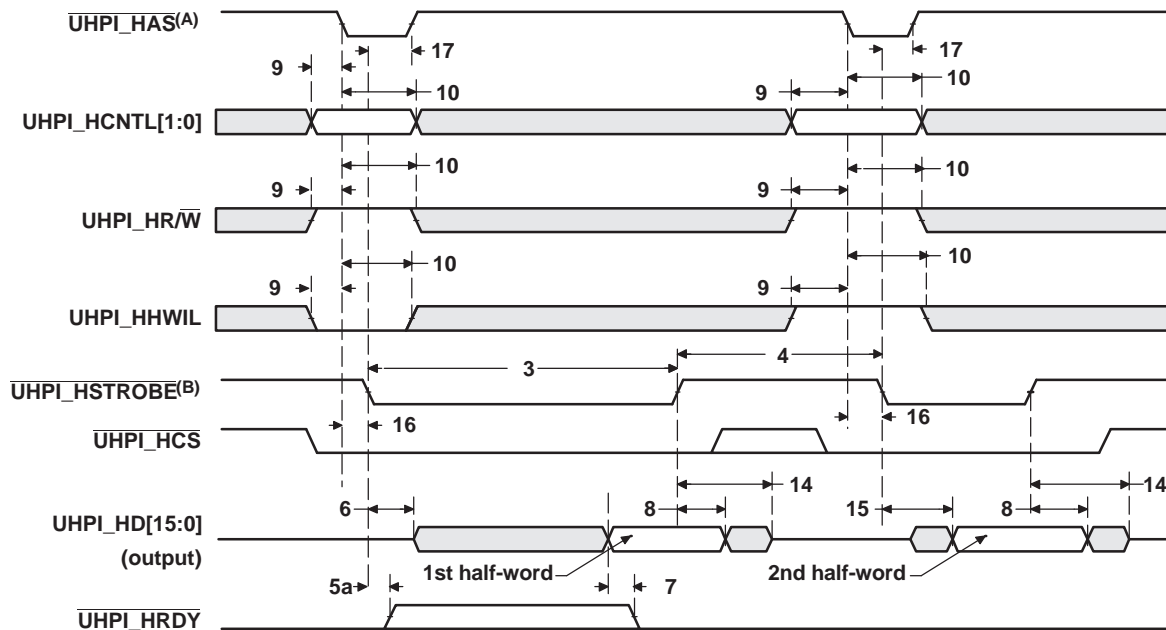 UHPI_HAS(A)
17
17
9
10
9
10
UHPI_HCNTL[1:0]
10
10
9
9
UHPI_HR/W
10
10
9
9
UHPI_HHWIL
3
4
UHPI_HSTROBE(B)
16
16
UHPI_HCS
14
14
6
8
15
8
UHPI_HD[15:0]
(output)
1st half-word
2nd half-word
5a
7
UHPI_HRDY